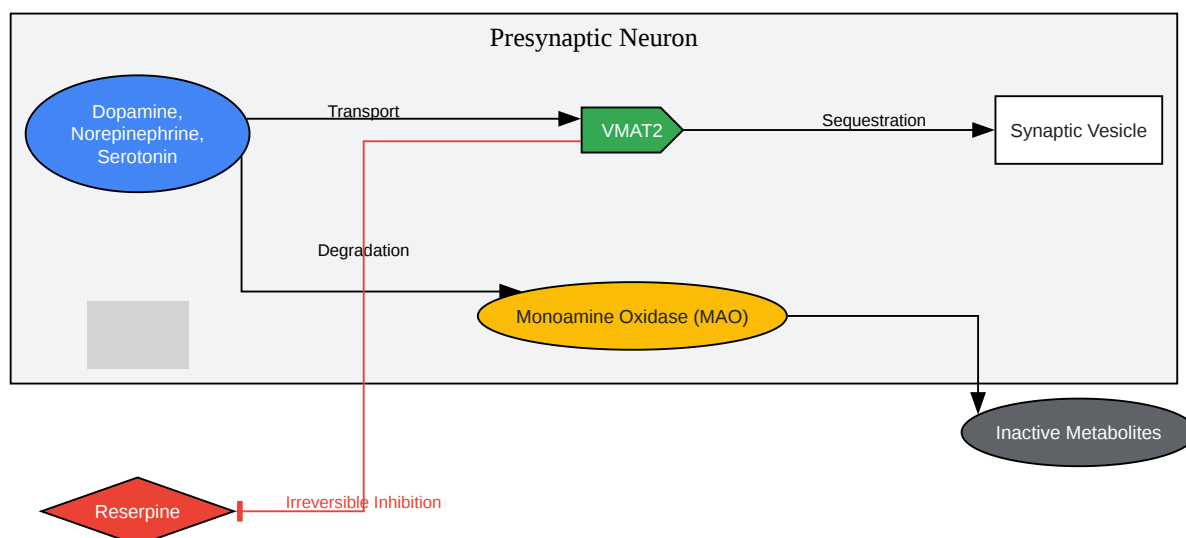 Presynaptic Neuron
Dopamine,
Norepinephrine,
Serotonin
Transport
VMAT2
Sequestration
Synaptic Vesicle
Degradation
Monoamine Oxidase (MAO)
Inactive Metabolites
Reserpine
Irreversible Inhibition